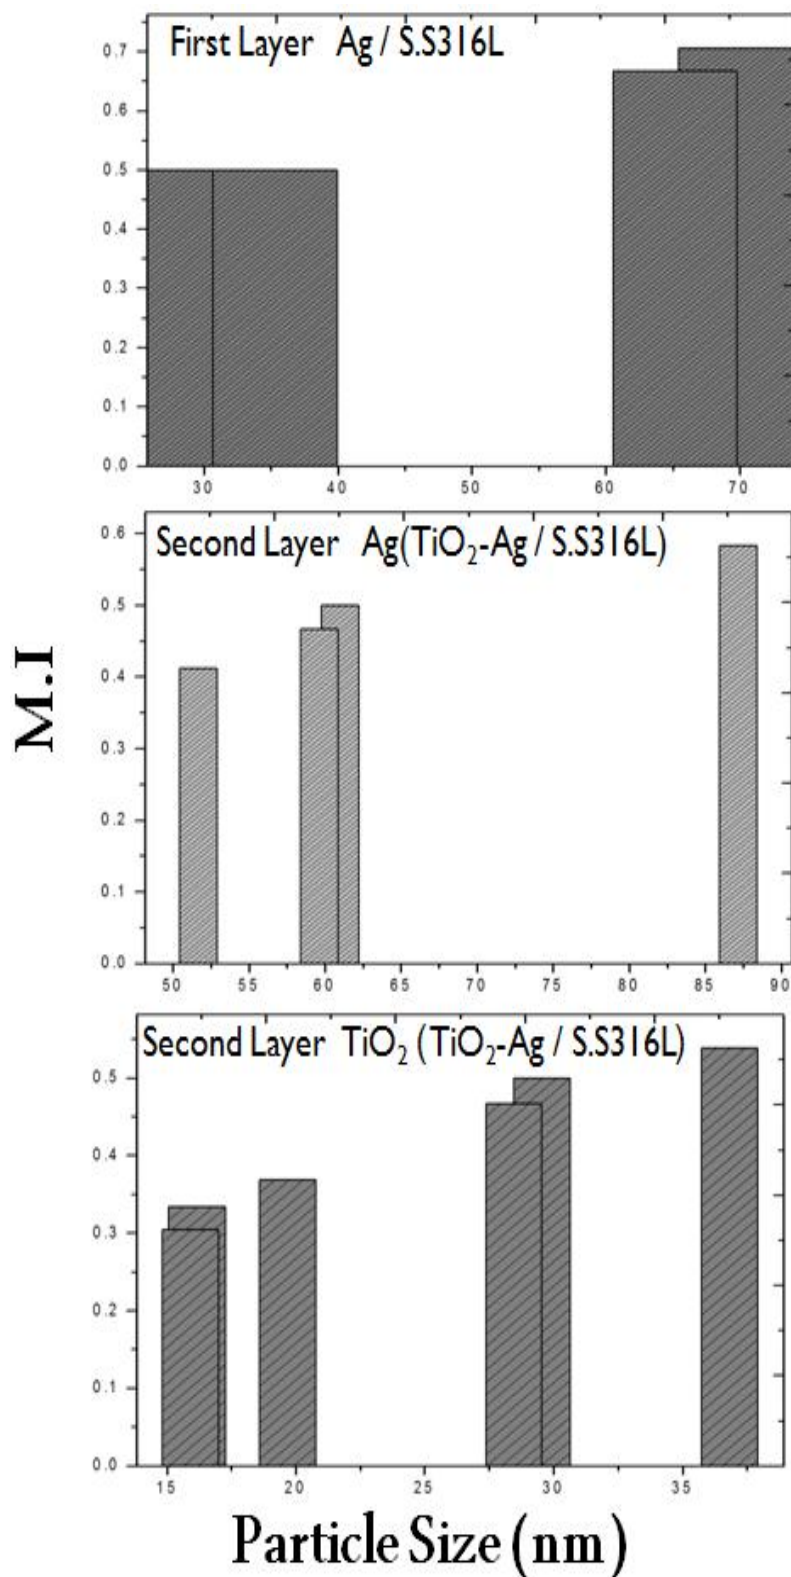 First Layer Ag / S.S316L
0.7
0.6
0.5
0.4
0.3
0.2
0.1
0.0
30 40 50 60 70
Second Layer Ag(TiO₂-Ag / S.S316L)
0.6
0.5
0.4
0.3
0.2
0.1
0.0
50 55 60 65 70 75 80 85 90
M.I
Second Layer TiO₂ (TiO₂-Ag / S.S316L)
0.5
0.4
0.3
0.2
0.1
0.0
15 20 25 30 35
Particle Size (nm)